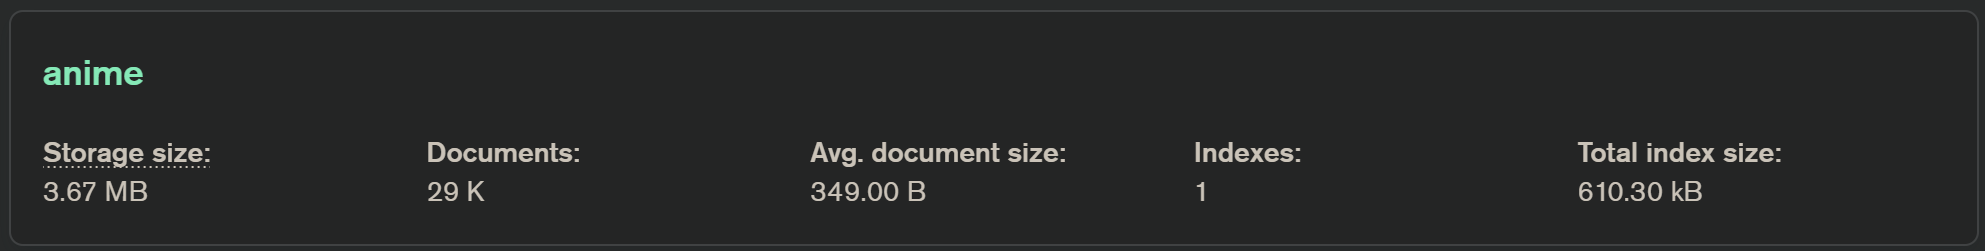 anime
Storage size: Documents: Avg. document size: Indexes: Total index size:
3.67 MB 29 K 349.00 B 1 610.30 kB